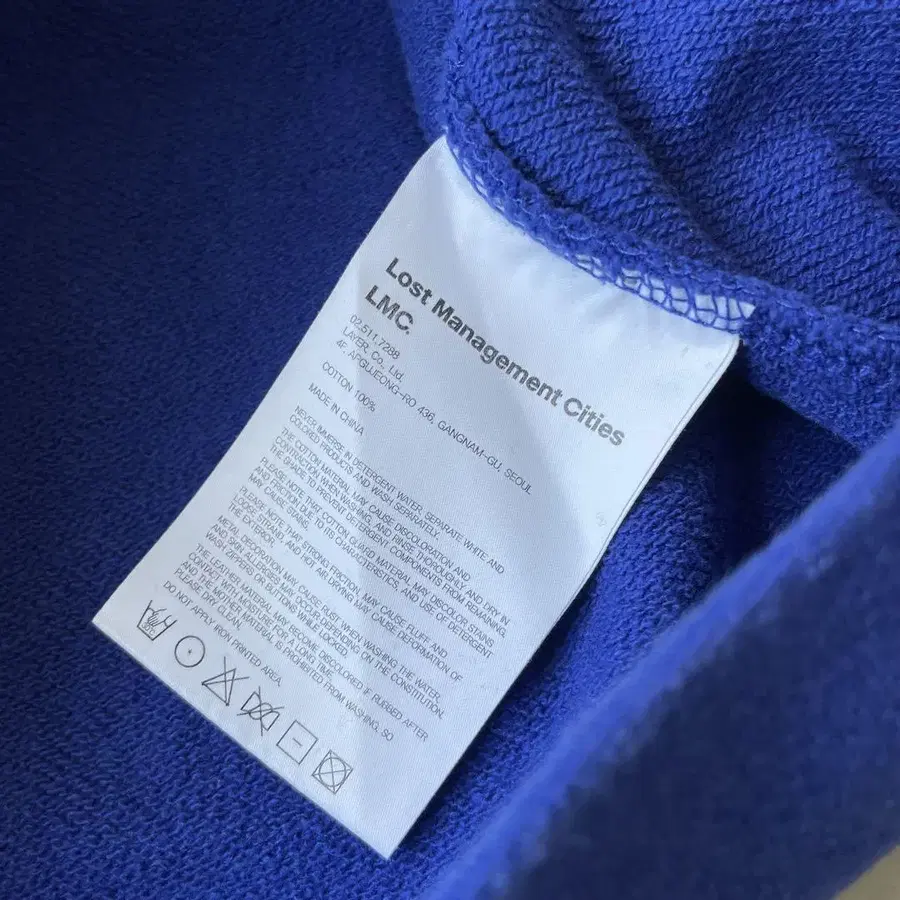 Lost Management Cities
LMC.
02.511.7288
LAYER, Co., Ltd.
4F, APGUJEONG-RO 436, GANGNAM-GU, SEOUL
COTTON 100%
MADE IN CHINA
NEVER IMMERSE IN DETERGENT WATER, SEPARATE WHITE AND
COLORED PRODUCTS AND WASH SEPARATELY.
THE COTTON MATERIAL MAY CAUSE DISCOLORATION AND
CONTRACTION WHEN WASHING, AND RINSE THOROUGHLY AND DRY IN
THE SHADE TO PREVENT DETERGENT COMPONENTS FROM REMAINING.
PLEASE NOTE THAT COTTON GUARD MATERIAL MAY DISCOLOR STAINS
AND FRICTION DUE TO ITS CHARACTERISTICS, AND USE OF DETERGENT
MAY CAUSE STAINS.
PLEASE NOTE THAT STRONG FRICTION, MAY CAUSE FLUFF AND
LOOSE STRAND, AND HOT AIR DRYING MAY CAUSE DEFORMATION OF
THE EXTERIOR.
METAL DECORATION MAY CAUSE RUST WHEN WASHING THE WATER,
AND SKIN ALLERGIES MAY OCCUR DEPENDING ON THE CONSTITUTION.
WASH ZIPERS OR BUTTONS WHILE LOCKED.
THE LEATHER MATERIAL MAY BECOME DISCOLORED IF RUBBED AFTER
CONTACT WITH MOISTURE FOR A LONG TIME,
AND THE MOTHER MATERIAL IS PROHIBITED FROM WASHING, SO
PLEASE DRY CLEAN IT.
DO NOT APPLY IRON PRINTED AREA.